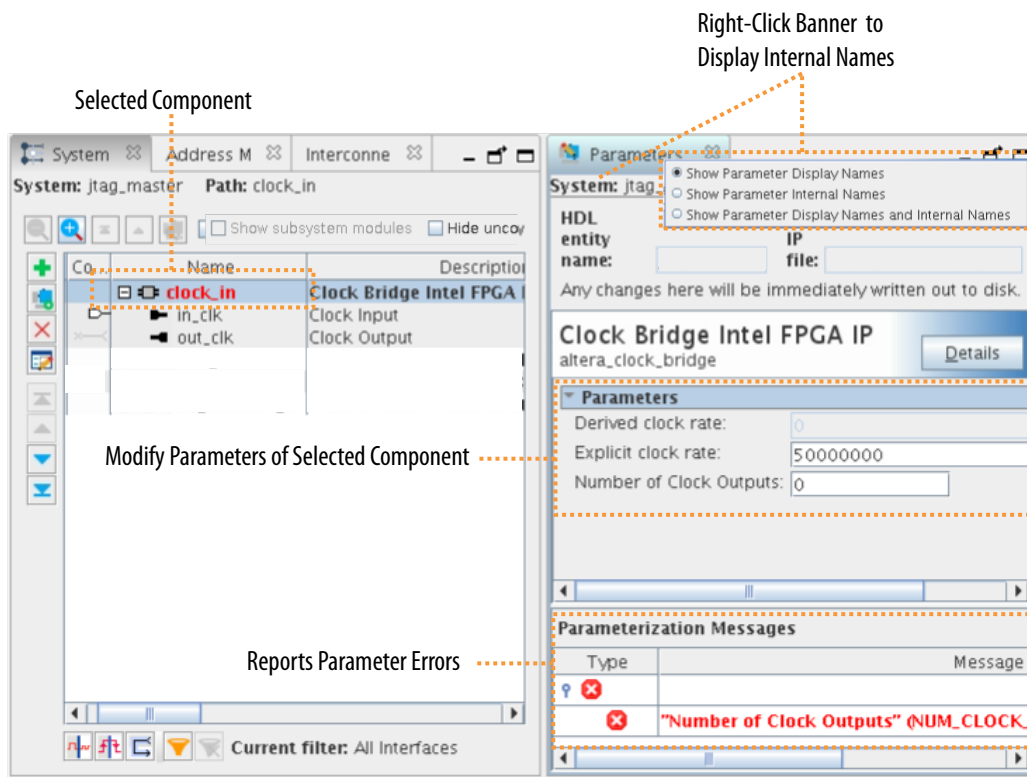 Right-Click Banner to
Display Internal Names
Selected Component
System
Address M
Interconne
System: jtag_master Path: clock_in
Show subsystem modules
Hide uncov
Co... Name Description
clock_in Clock Bridge Intel FPGA I
in_clk Clock Input
out_clk Clock Output
Modify Parameters of Selected Component
Reports Parameter Errors
Current filter: All Interfaces
Parameters
System: jtag_
Show Parameter Display Names
Show Parameter Internal Names
Show Parameter Display Names and Internal Names
HDL
entity
name:
IP
file:
Any changes here will be immediately written out to disk.
Clock Bridge Intel FPGA IP
altera_clock_bridge
Details
Parameters
Derived clock rate: 0
Explicit clock rate: 50000000
Number of Clock Outputs: 0
Parameterization Messages
Type Message
"Number of Clock Outputs" (NUM_CLOCK_